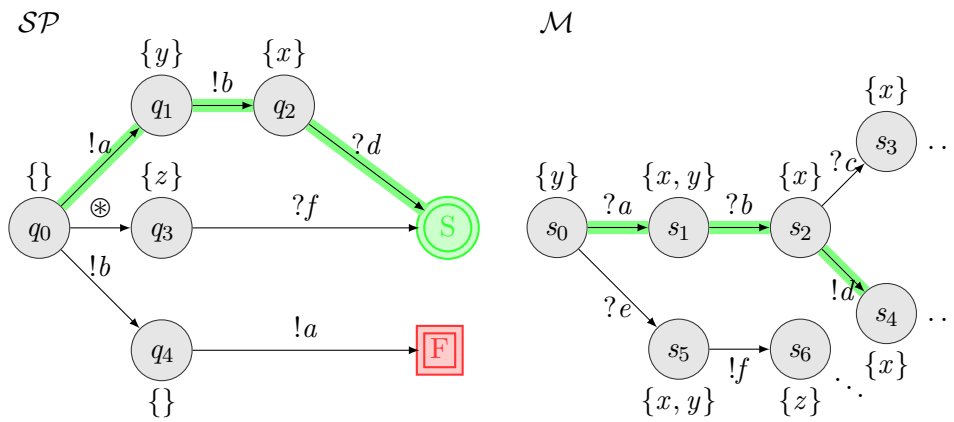 SP M
{y} {x}
!b
q1 q2
{x}
!a ?d
s3 ..
{} {z} {y} {x, y} {x} ?c
⊛ ?f ?a ?b
q0 q3 S s0 s1 s2
!b !d
?e s4 ..
!a
q4 F s5 s6 {x}
!f ⋱
{} {x, y} {z}